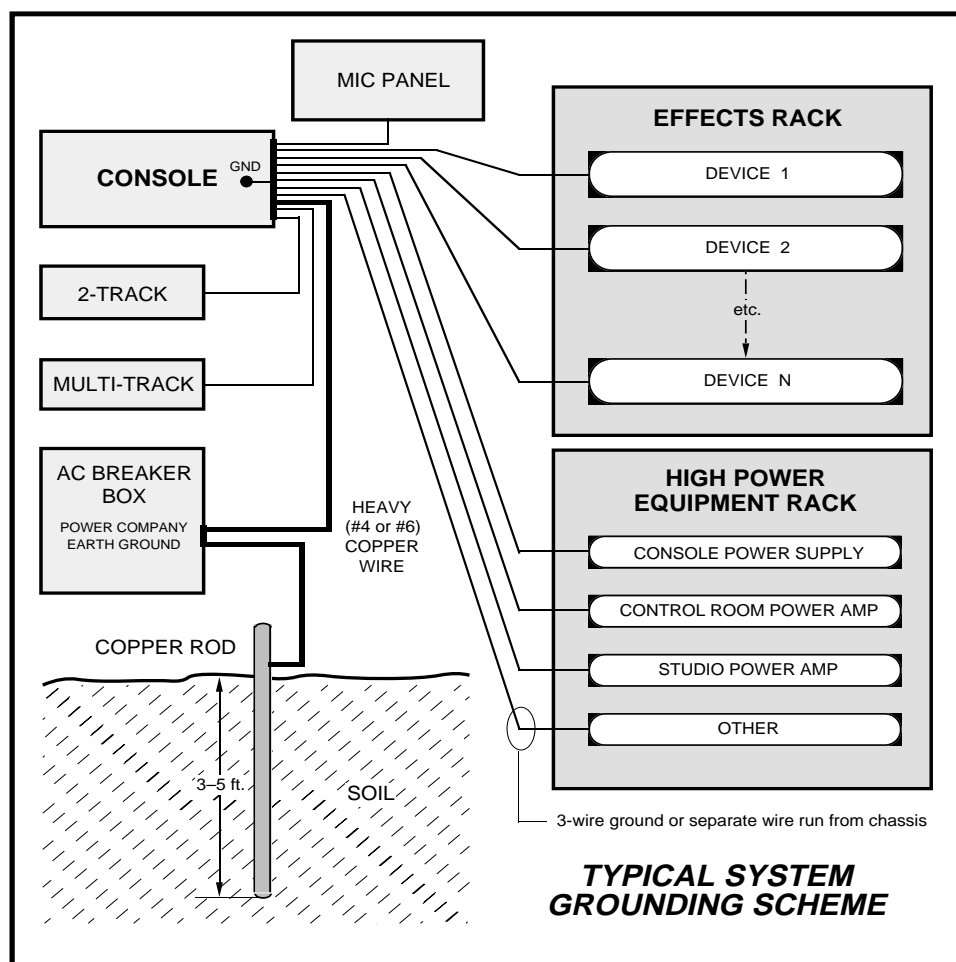 MIC PANEL
CONSOLE
GND
2-TRACK
MULTI-TRACK
AC BREAKER
BOX
POWER COMPANY
EARTH GROUND
HEAVY
(#4 or #6)
COPPER
WIRE
COPPER ROD
3–5 ft.
SOIL
EFFECTS RACK
DEVICE 1
DEVICE 2
etc.
DEVICE N
HIGH POWER
EQUIPMENT RACK
CONSOLE POWER SUPPLY
CONTROL ROOM POWER AMP
STUDIO POWER AMP
OTHER
3-wire ground or separate wire run from chassis
TYPICAL SYSTEM
GROUNDING SCHEME